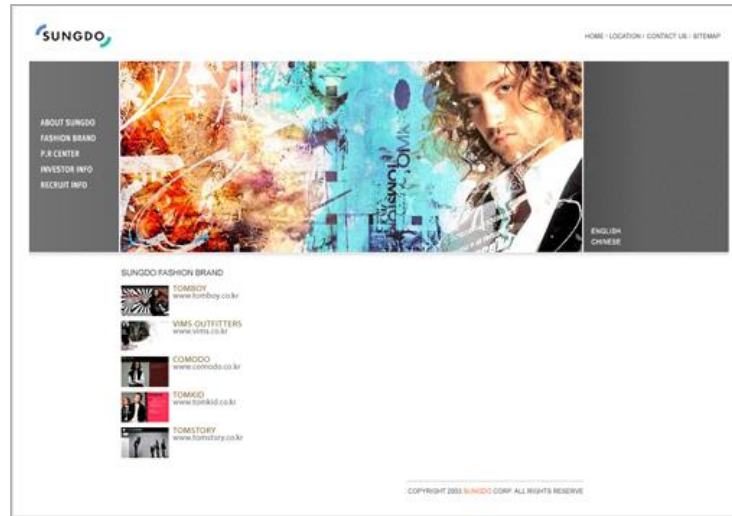 SUNGDO
HOME / LOCATION / CONTACT US / SITEMAP
ABOUT SUNGDO
FASHION BRAND
P.R CENTER
INVESTOR INFO
RECRUIT INFO
ENGLISH
CHINESE
SUNGDO FASHION BRAND
TOMBOY
www.tomboy.co.kr
VIMS-OUTFITTERS
www.vims.co.kr
COMODO
www.comodo.co.kr
TOMKID
www.tomkid.co.kr
TOMSTORY
www.tomstory.co.kr
COPYRIGHT 2003 SUNGDO CORP. ALL RIGHTS RESERVE